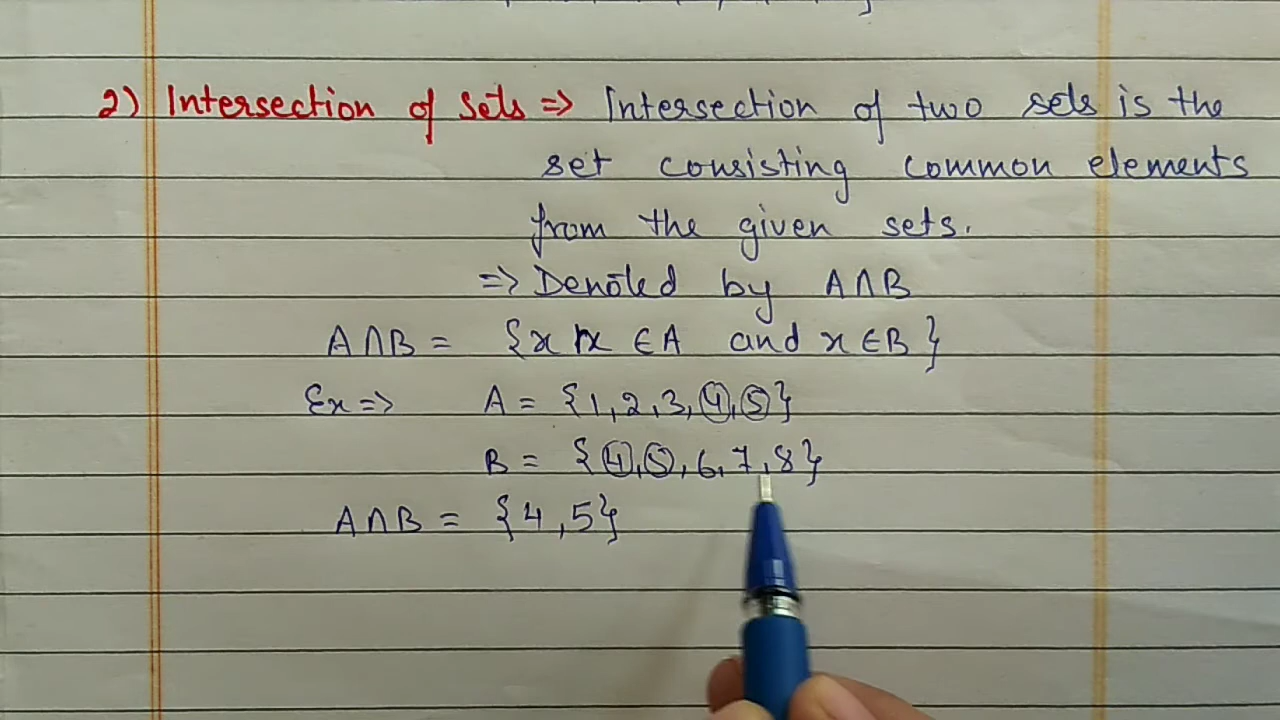 2) Intersection of sets ⇒ Intersection of two sets is the
set consisting common elements
from the given sets.
⇒ Denoted by A∩B
A∩B = {x | x ∈A and x∈B}
Ex ⇒ A = {1,2,3,4,5}
B = {4,5,6,7,8}
A∩B = {4,5}